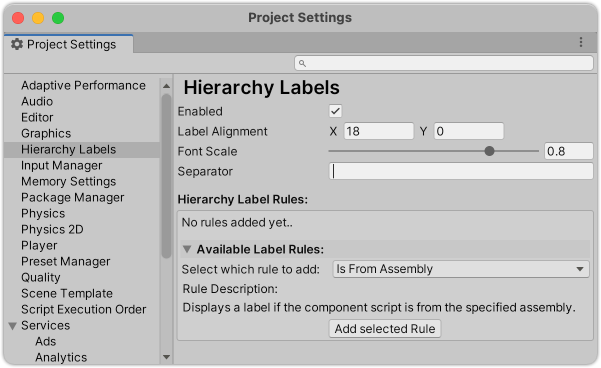 Project Settings
Project Settings
Adaptive Performance
Audio
Editor
Graphics
Hierarchy Labels
Input Manager
Memory Settings
Package Manager
Physics
Physics 2D
Player
Preset Manager
Quality
Scene Template
Script Execution Order
Services
Ads
Analytics
Hierarchy Labels
Enabled
Label Alignment X 18 Y 0
Font Scale 0.8
Separator |
Hierarchy Label Rules:
No rules added yet..
Available Label Rules:
Select which rule to add: Is From Assembly
Rule Description:
Displays a label if the component script is from the specified assembly.
Add selected Rule